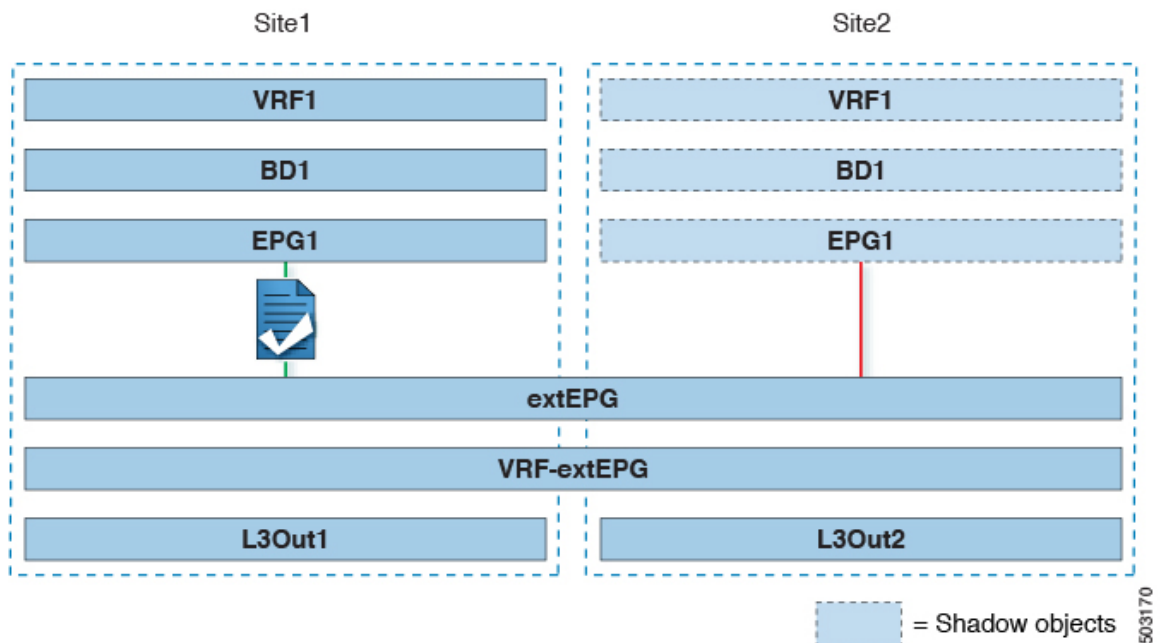 Site1
Site2
VRF1
VRF1
BD1
BD1
EPG1
EPG1
extEPG
VRF-extEPG
L3Out1
L3Out2
= Shadow objects
503170